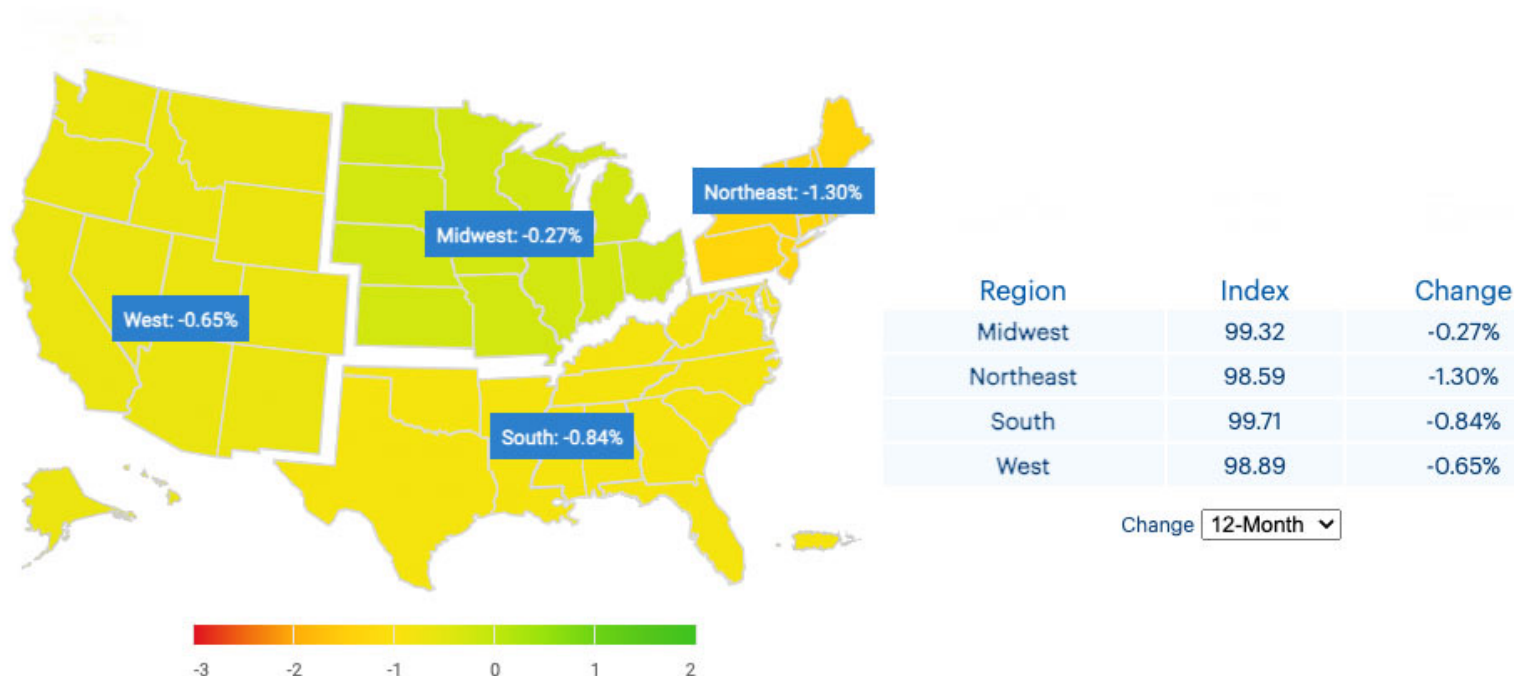 Northeast: -1.30%
Midwest: -0.27%
West: -0.65%
South: -0.84%
-3 -2 -1 0 1 2
Region Index Change
Midwest 99.32 -0.27%
Northeast 98.59 -1.30%
South 99.71 -0.84%
West 98.89 -0.65%
Change 12-Month